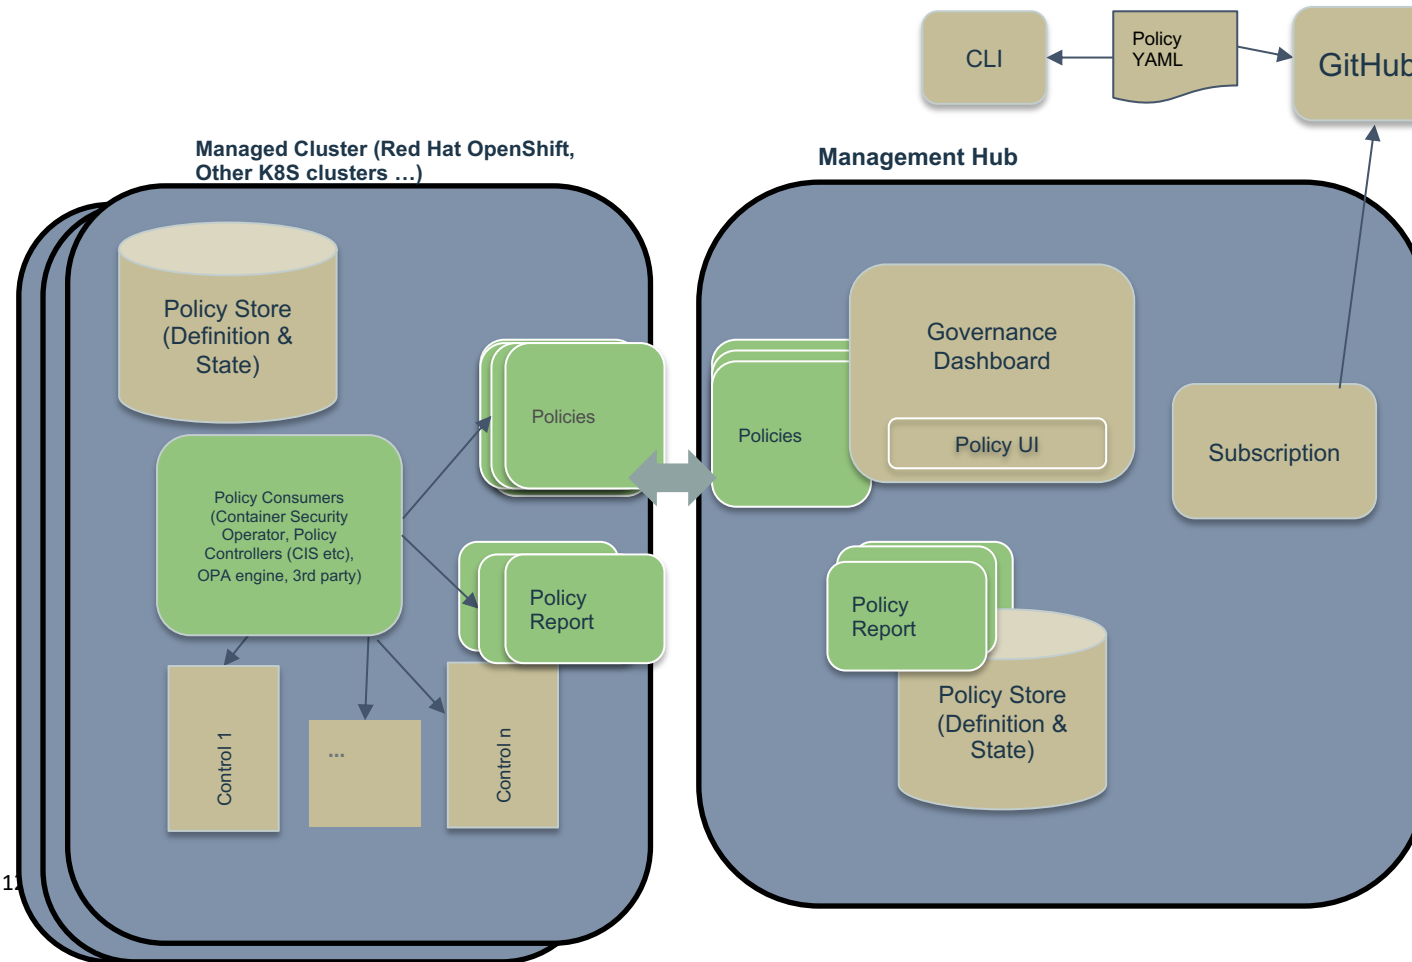 CLI
Policy
YAML
GitHub
Managed Cluster (Red Hat OpenShift,
Other K8S clusters …)
Management Hub
Policy Store
(Definition &
State)
Policies
Policy Consumers
(Container Security
Operator, Policy
Controllers (CIS etc),
OPA engine, 3rd party)
Policy
Report
Control 1
...
Control n
Policies
Governance
Dashboard
Policy UI
Subscription
Policy
Report
Policy Store
(Definition &
State)
12